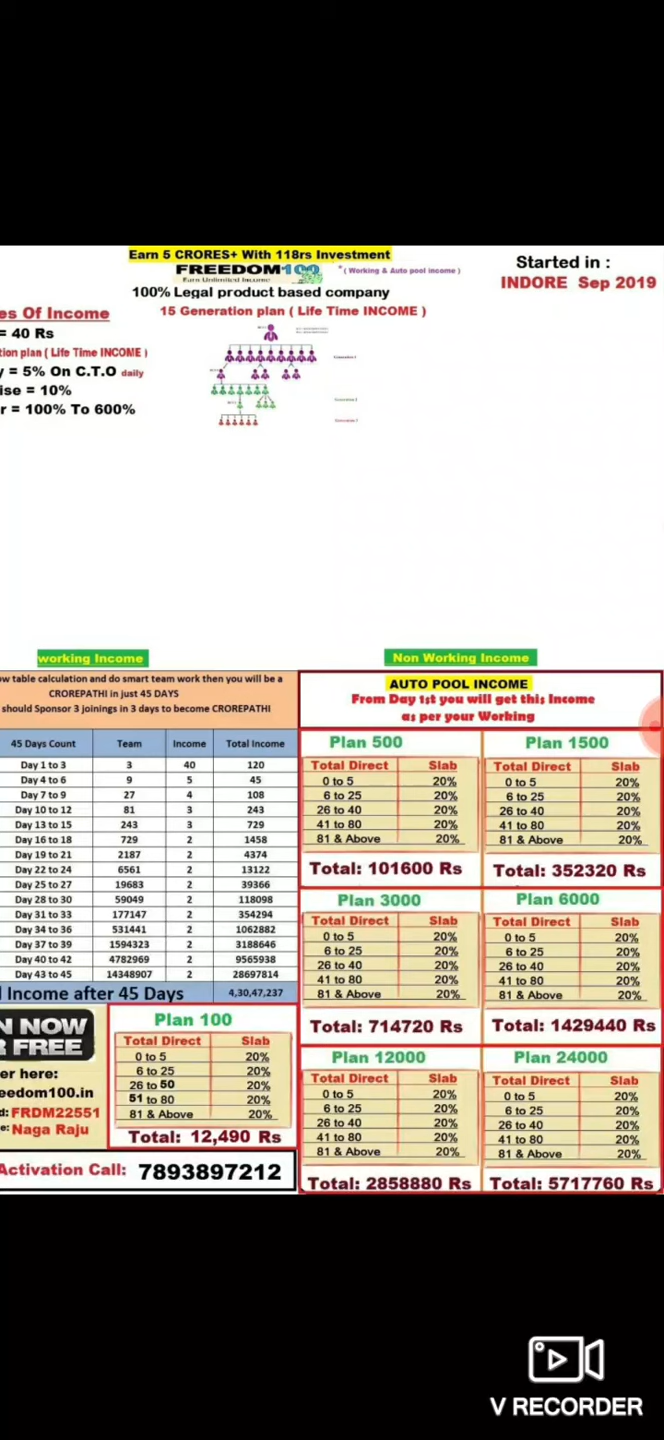 Earn 5 CRORES+ With 118rs Investment
FREEDOM100
Earn Unlimited Income
*( Working & Auto pool income )
Started in :
INDORE Sep 2019
100% Legal product based company
15 Generation plan ( Life Time INCOME )
es Of Income
= 40 Rs
tion plan ( Life Time INCOME )
y = 5% On C.T.O daily
ise = 10%
r = 100% To 600%
working Income
ow table calculation and do smart team work then you will be a
CROREPATHI in just 45 DAYS
should Sponsor 3 joinings in 3 days to become CROREPATHI
45 Days Count Team Income Total Income
Day 1 to 3 3 40 120
Day 4 to 6 9 5 45
Day 7 to 9 27 4 108
Day 10 to 12 81 3 243
Day 13 to 15 243 3 729
Day 16 to 18 729 2 1458
Day 19 to 21 2187 2 4374
Day 22 to 24 6561 2 13122
Day 25 to 27 19683 2 39366
Day 28 to 30 59049 2 118098
Day 31 to 33 177147 2 354294
Day 34 to 36 531441 2 1062882
Day 37 to 39 1594323 2 3188646
Day 40 to 42 4782969 2 9565938
Day 43 to 45 14348907 2 28697814
l Income after 45 Days 4,30,47,237
N NOW
R FREE
er here:
eedom100.in
d: FRDM22551
e: Naga Raju
Plan 100
Total Direct Slab
0 to 5 20%
6 to 25 20%
26 to 50 20%
51 to 80 20%
81 & Above 20%
Total: 12,490 Rs
Activation Call: 7893897212
Non Working Income
AUTO POOL INCOME
From Day 1st you will get this Income
as per your Working
Plan 500
Total Direct Slab
0 to 5 20%
6 to 25 20%
26 to 40 20%
41 to 80 20%
81 & Above 20%
Total: 101600 Rs
Plan 1500
Total Direct Slab
0 to 5 20%
6 to 25 20%
26 to 40 20%
41 to 80 20%
81 & Above 20%
Total: 352320 Rs
Plan 3000
Total Direct Slab
0 to 5 20%
6 to 25 20%
26 to 40 20%
41 to 80 20%
81 & Above 20%
Total: 714720 Rs
Plan 6000
Total Direct Slab
0 to 5 20%
6 to 25 20%
26 to 40 20%
41 to 80 20%
81 & Above 20%
Total: 1429440 Rs
Plan 12000
Total Direct Slab
0 to 5 20%
6 to 25 20%
26 to 40 20%
41 to 80 20%
81 & Above 20%
Total: 2858880 Rs
Plan 24000
Total Direct Slab
0 to 5 20%
6 to 25 20%
26 to 40 20%
41 to 80 20%
81 & Above 20%
Total: 5717760 Rs
V RECORDER